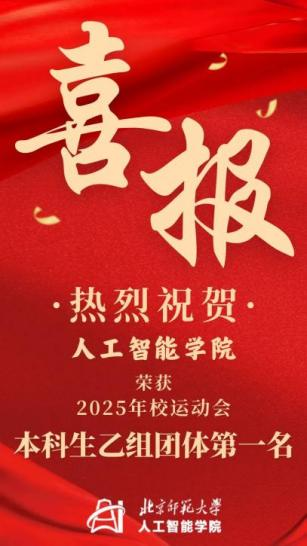 喜报
·热烈祝贺·
人工智能学院
荣获
2025年校运动会
本科生乙组团体第一名
AI
北京师范大学
人工智能学院